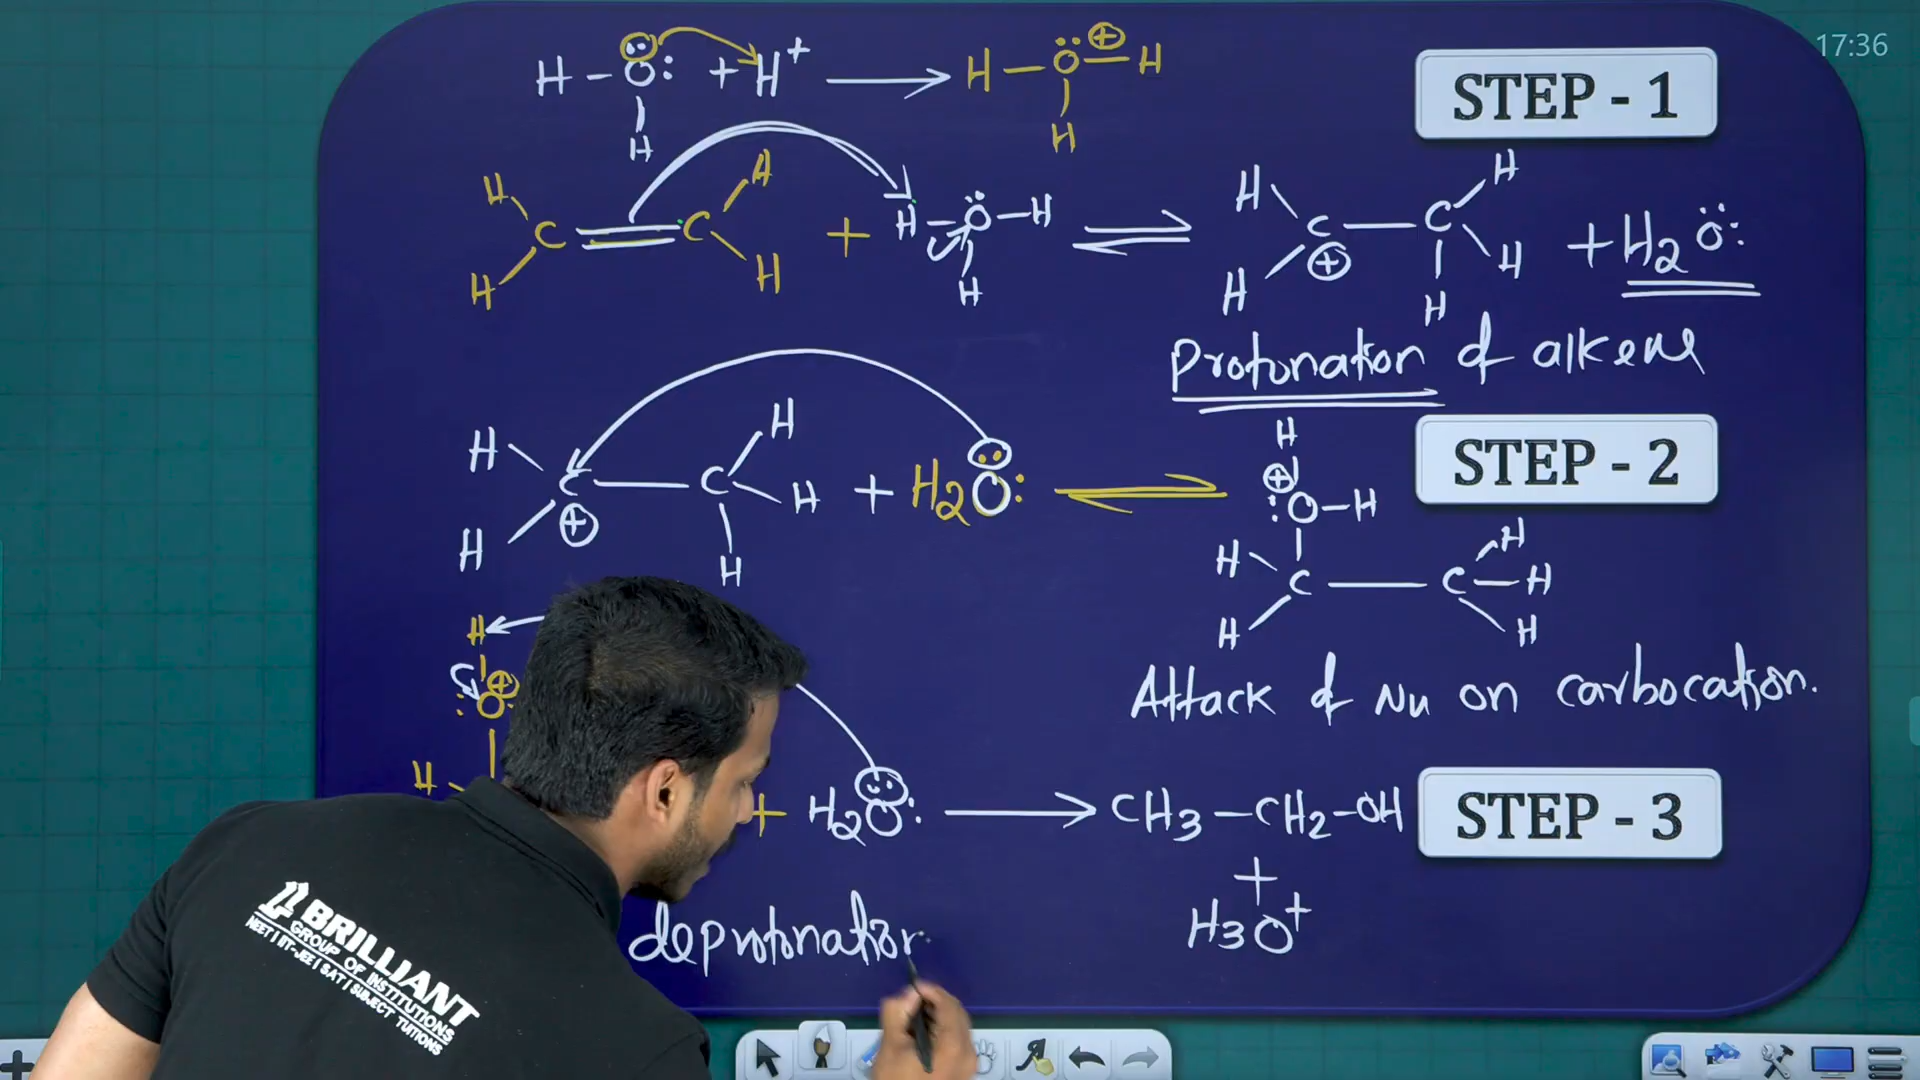 17:36
H-O: + H+ → H-O-H
H
H
⊕
STEP - 1
H
H
H
C=C
H
H
+ H-O-H ⇌
H
H
C-C
⊕
H
H
H
H
+ H2O:
Protonation of alkene
STEP - 2
H
H
H
C-C
⊕
H
H
+ H2O: ⇌
H
⊕
:O-H
H
H
C-C-H
H
H
H
Attack of Nu on carbocation.
STEP - 3
H
⊕
:O
H
+ H2O: → CH3-CH2-OH
+
H3O+
deprotonation
BRILLIANT
GROUP OF INSTITUTIONS
NEET | IIT-JEE | SAT | SUBJECT TUITIONS